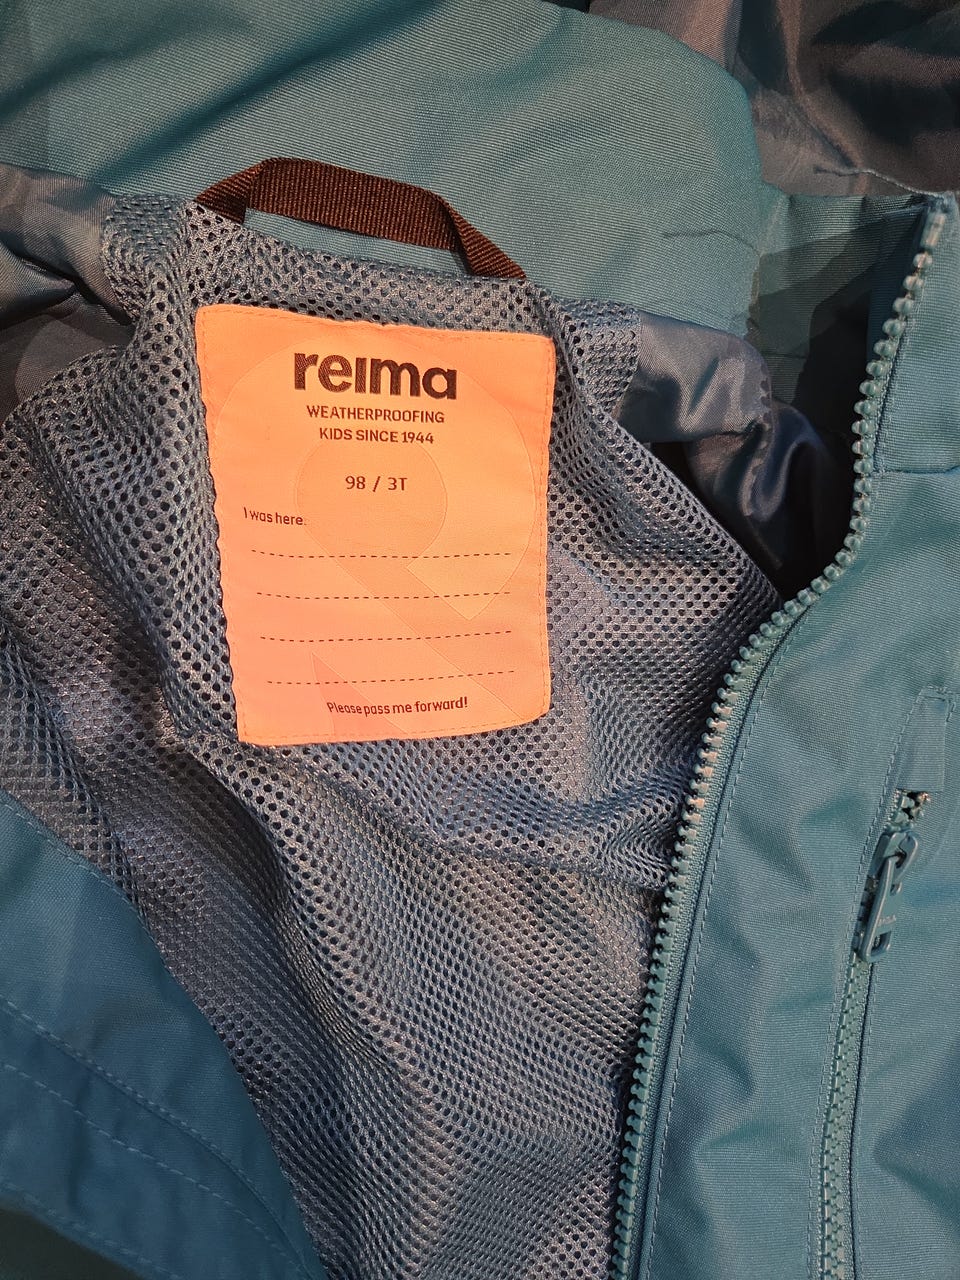 reima
WEATHERPROOFING
KIDS SINCE 1944
98 / 3T
I was here:
Please pass me forward!